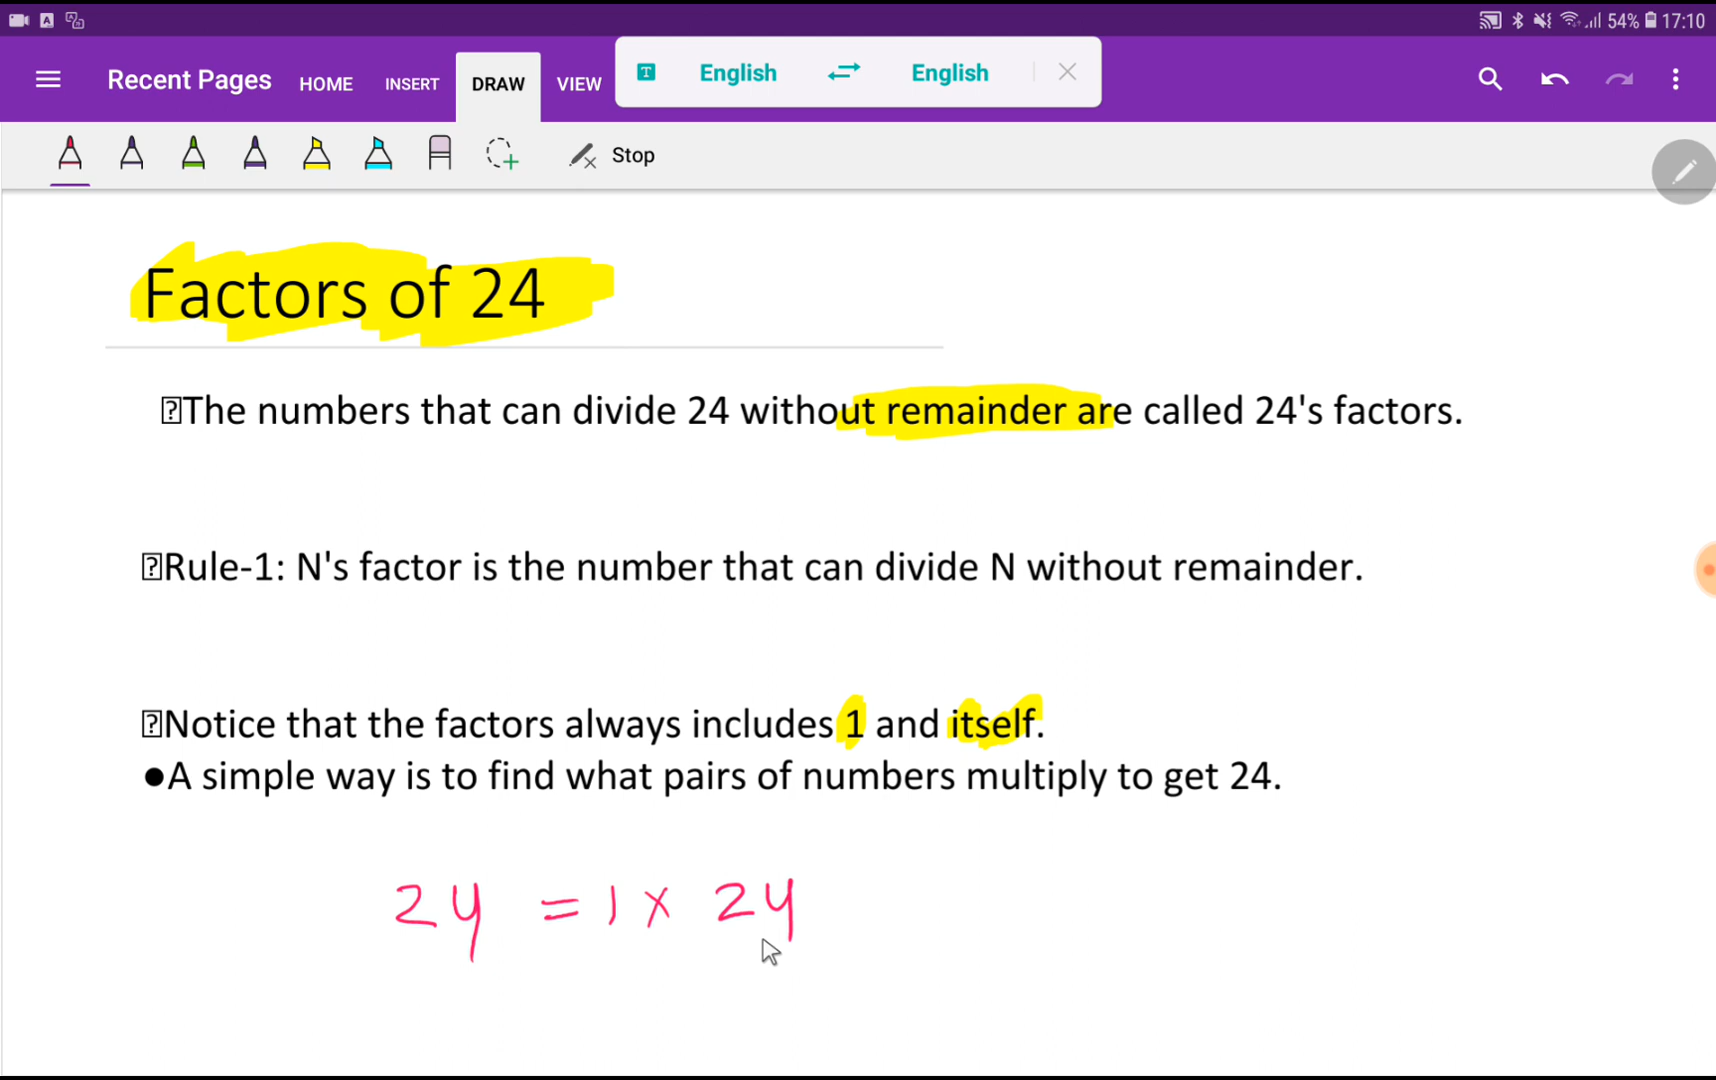 54% 17:10
Recent Pages HOME INSERT DRAW VIEW English English
Stop
Factors of 24
The numbers that can divide 24 without remainder are called 24's factors.
Rule-1: N's factor is the number that can divide N without remainder.
Notice that the factors always includes 1 and itself.
●A simple way is to find what pairs of numbers multiply to get 24.
24 = 1 x 24